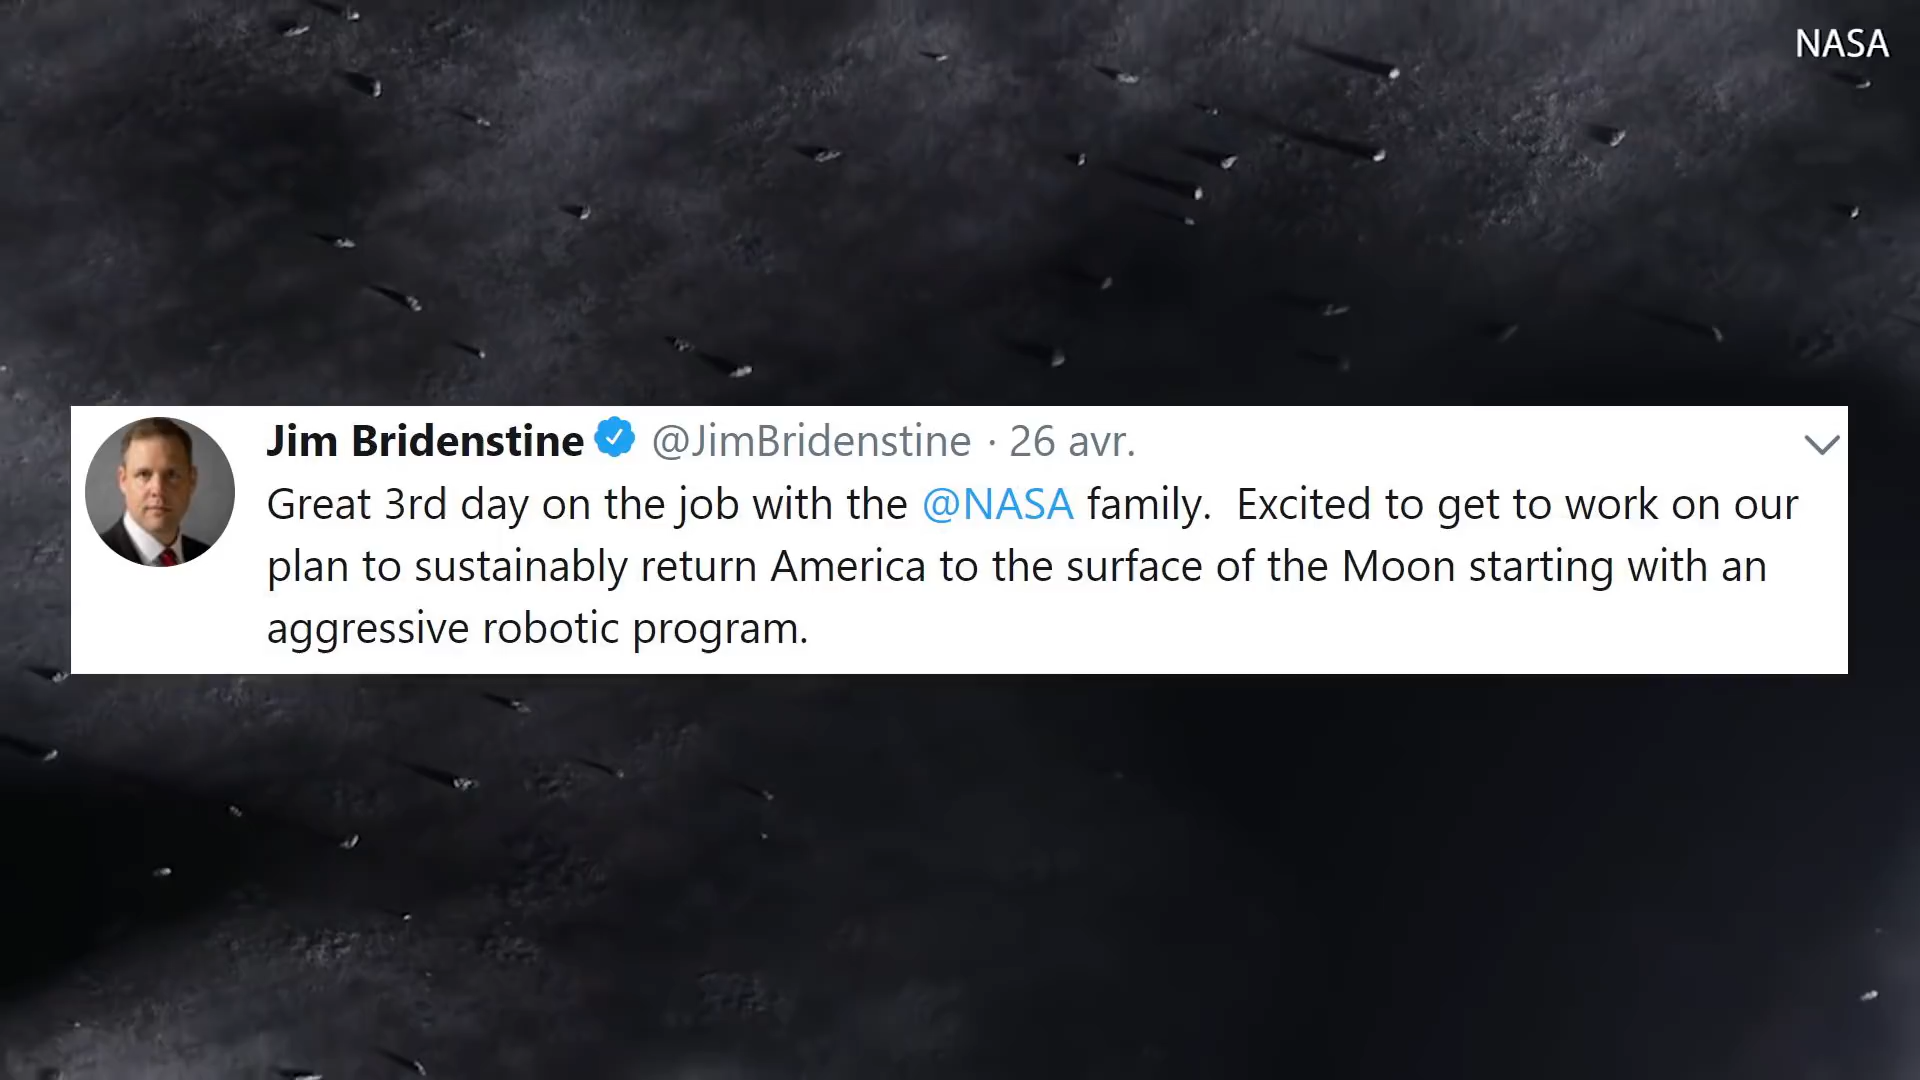 NASA
Jim Bridenstine @JimBridenstine · 26 avr.
Great 3rd day on the job with the @NASA family.  Excited to get to work on our
plan to sustainably return America to the surface of the Moon starting with an
aggressive robotic program.